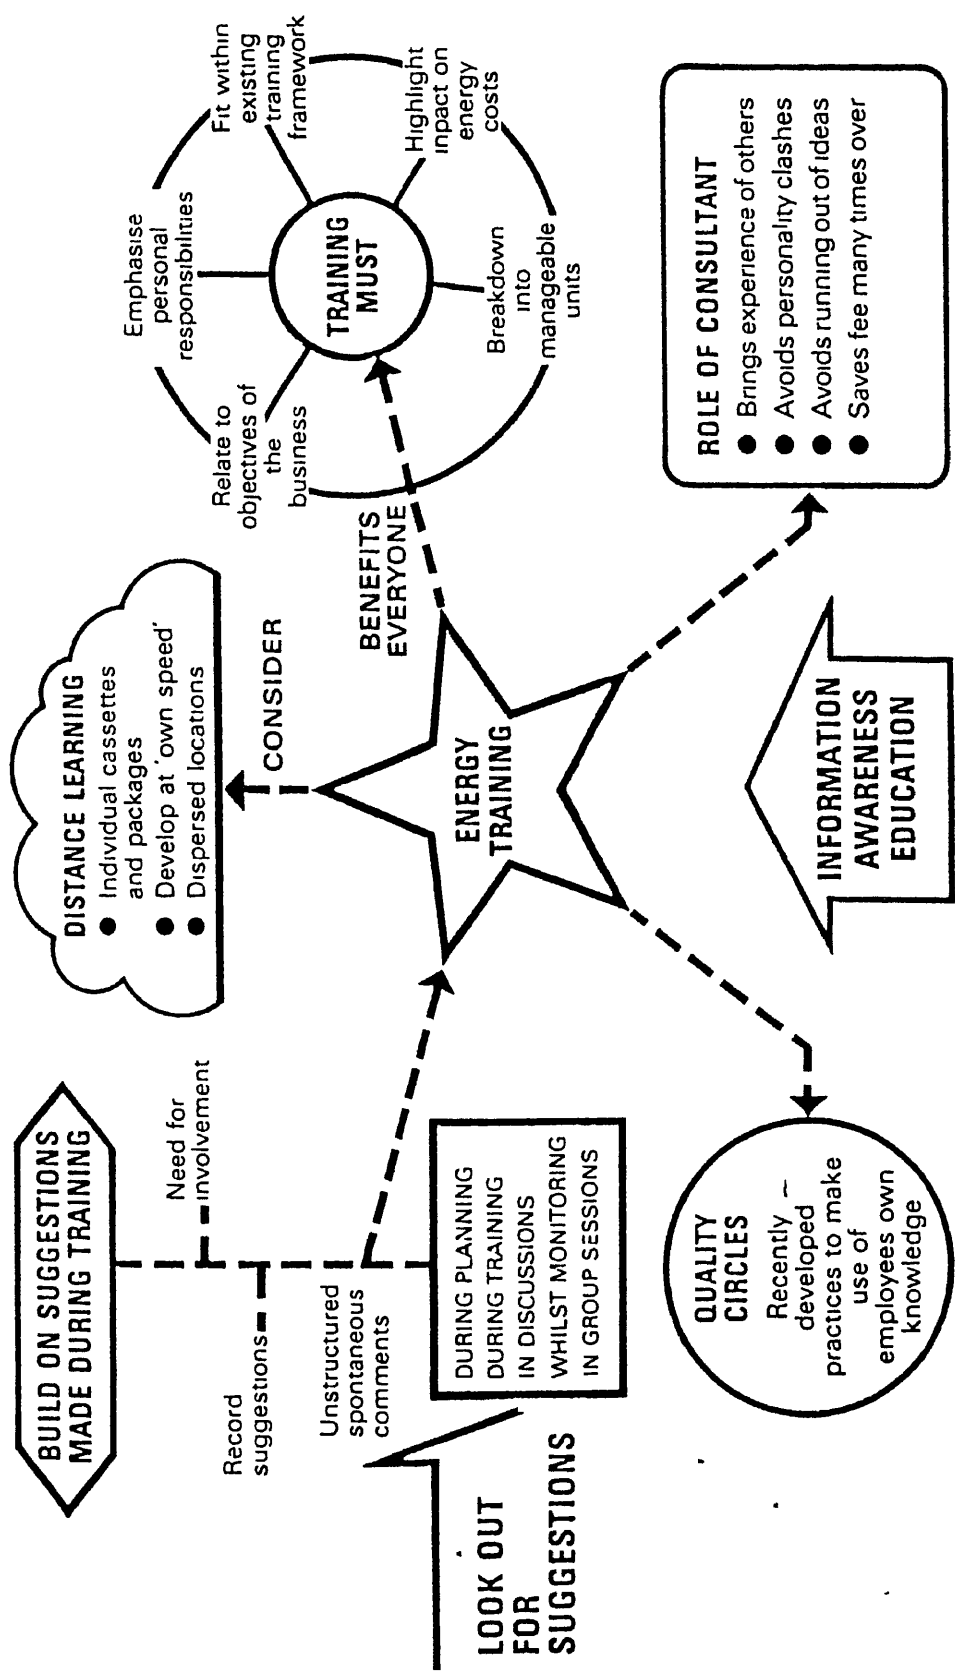 BUILD ON SUGGESTIONS
MADE DURING TRAINING
Need for
involvement
Record
suggestions
Unstructured
spontaneous
comments
LOOK OUT
FOR
SUGGESTIONS
DURING PLANNING
DURING TRAINING
IN DISCUSSIONS
WHILST MONITORING
IN GROUP SESSIONS
QUALITY
CIRCLES
Recently –
developed
practices to make
use of
employees own
knowledge
DISTANCE LEARNING
● Individual cassettes
and packages
● Develop at 'own speed'
● Dispersed locations
CONSIDER
ENERGY
TRAINING
INFORMATION
AWARENESS
EDUCATION
BENEFITS
EVERYONE
TRAINING
MUST
Relate to
objectives of
the
business
Emphasise
personal
responsibilities
Fit within
existing
training
framework
Highlight
inpact on
energy
costs
Breakdown
into
manageable
units
ROLE OF CONSULTANT
● Brings experience of others
● Avoids personality clashes
● Avoids running out of ideas
● Saves fee many times over